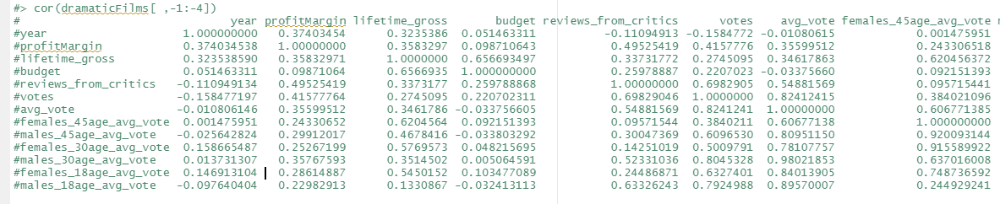 #> cor(dramaticFilms[ ,-1:-4])
# year profitMargin lifetime_gross budget reviews_from_critics votes avg_vote females_45age_avg_vote
#year 1.000000000 0.37403454 0.3235386 0.051463311 -0.11094913 -0.1584772 -0.01080615 0.001475951
#profitMargin 0.374034538 1.00000000 0.3583297 0.098710643 0.49525419 0.4157776 0.35599512 0.243306518
#lifetime_gross 0.323538590 0.35832971 1.0000000 0.656693497 0.33731772 0.2745095 0.34617863 0.620456372
#budget 0.051463311 0.09871064 0.6566935 1.000000000 0.25978887 0.2207023 -0.03375660 0.092151393
#reviews_from_critics -0.110949134 0.49525419 0.3373177 0.259788868 1.00000000 0.6982905 0.54881569 0.095715441
#votes -0.158477197 0.41577764 0.2745095 0.220702311 0.69829046 1.0000000 0.82412415 0.384021096
#avg_vote -0.010806146 0.35599512 0.3461786 -0.033756605 0.54881569 0.8241241 1.00000000 0.606771385
#females_45age_avg_vote 0.001475951 0.24330652 0.6204564 0.092151393 0.09571544 0.3840211 0.60677138 1.000000000
#males_45age_avg_vote -0.025642824 0.29912017 0.4678416 -0.033803292 0.30047369 0.6096530 0.80951150 0.920093144
#females_30age_avg_vote 0.158665487 0.25267199 0.5769573 0.048215695 0.14251019 0.5009791 0.78107757 0.915589922
#males_30age_avg_vote 0.013731307 0.35767593 0.3514502 0.005064591 0.52331036 0.8045328 0.98021853 0.637016008
#females_18age_avg_vote 0.146913104 0.28614887 0.5450152 0.103477089 0.24486871 0.6327401 0.84013905 0.748736592
#males_18age_avg_vote -0.097640404 0.22982913 0.1330867 -0.032413113 0.63326243 0.7924988 0.89570007 0.244929241